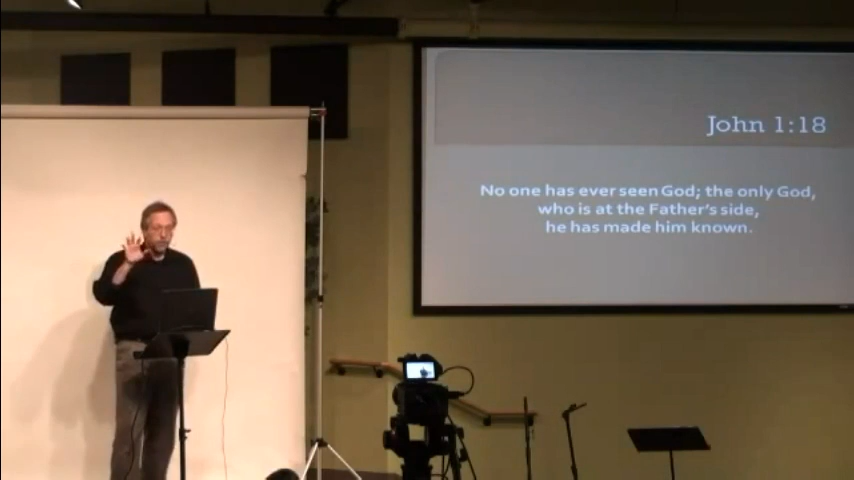 John 1:18
No one has ever seen God; the only God,
who is at the Father's side,
he has made him known.